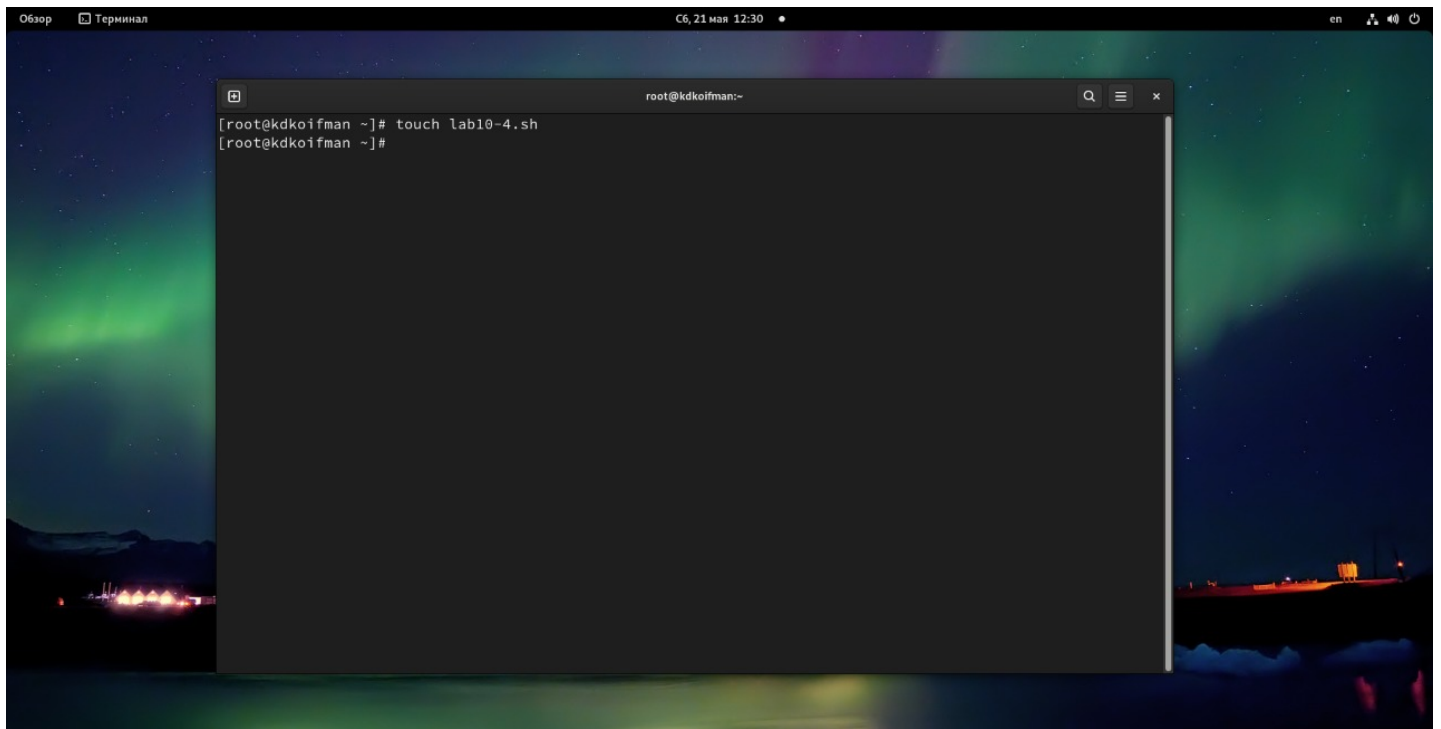 Обзор
Терминал
Сб, 21 мая 12:30
en
root@kdkoifman:~
[root@kdkoifman ~]# touch lab10-4.sh
[root@kdkoifman ~]#